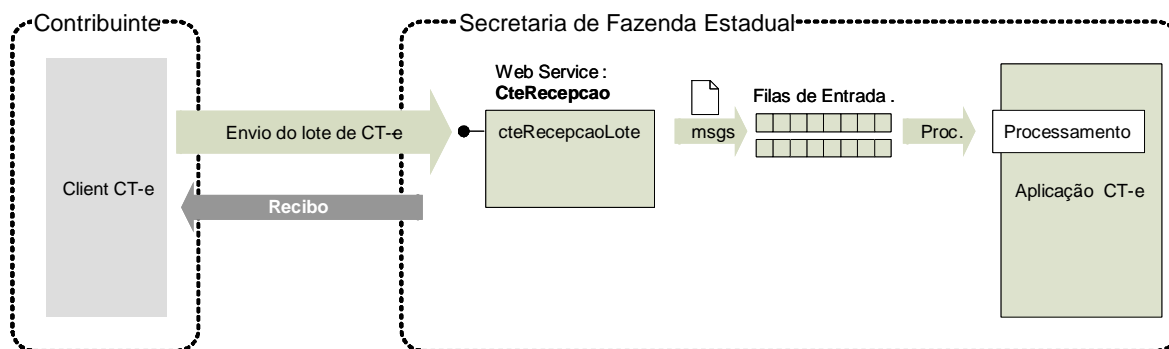 Contribuinte
Secretaria de Fazenda Estadual
Web Service :
CteRecepcao
Filas de Entrada .
Envio do lote de CT-e
cteRecepcaoLote
msgs
Proc.
Processamento
Client CT-e
Recibo
Aplicação CT-e